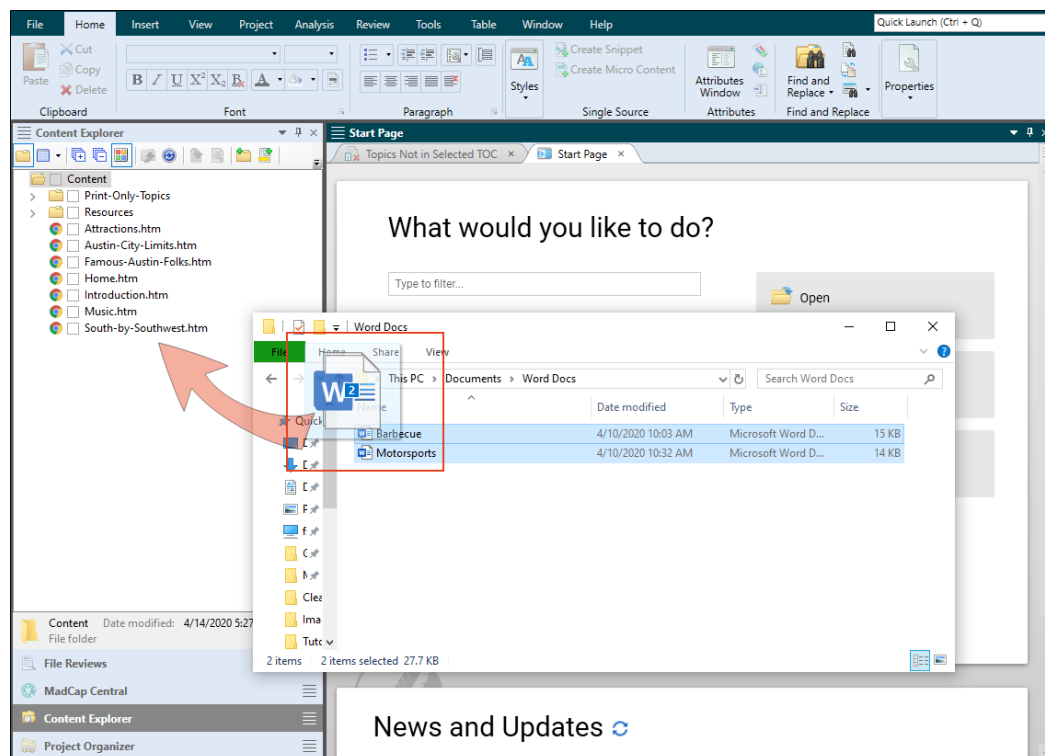 File Home Insert View Project Analysis Review Tools Table Window Help Quick Launch (Ctrl + Q)
Paste
Cut
Copy
Delete
Clipboard
B I U X² X₂ B A
Font
Paragraph
Styles
Create Snippet
Create Micro Content
Single Source
Attributes
Window
Attributes
Find and
Replace
Find and Replace
Properties
Content Explorer
Start Page
Topics Not in Selected TOC × Start Page ×
Content
Print-Only-Topics
Resources
Attractions.htm
Austin-City-Limits.htm
Famous-Austin-Folks.htm
Home.htm
Introduction.htm
Music.htm
South-by-Southwest.htm
What would you like to do?
Type to filter...
Open
Word Docs
File Home Share View
This PC > Documents > Word Docs
Search Word Docs
Name Date modified Type Size
W 2
Barbecue 4/10/2020 10:03 AM Microsoft Word D... 15 KB
Motorsports 4/10/2020 10:32 AM Microsoft Word D... 14 KB
Quick
Clea
Ima
Tuto
2 items 2 items selected 27.7 KB
Content Date modified: 4/14/2020 5:27
File folder
File Reviews
MadCap Central
Content Explorer
Project Organizer
News and Updates